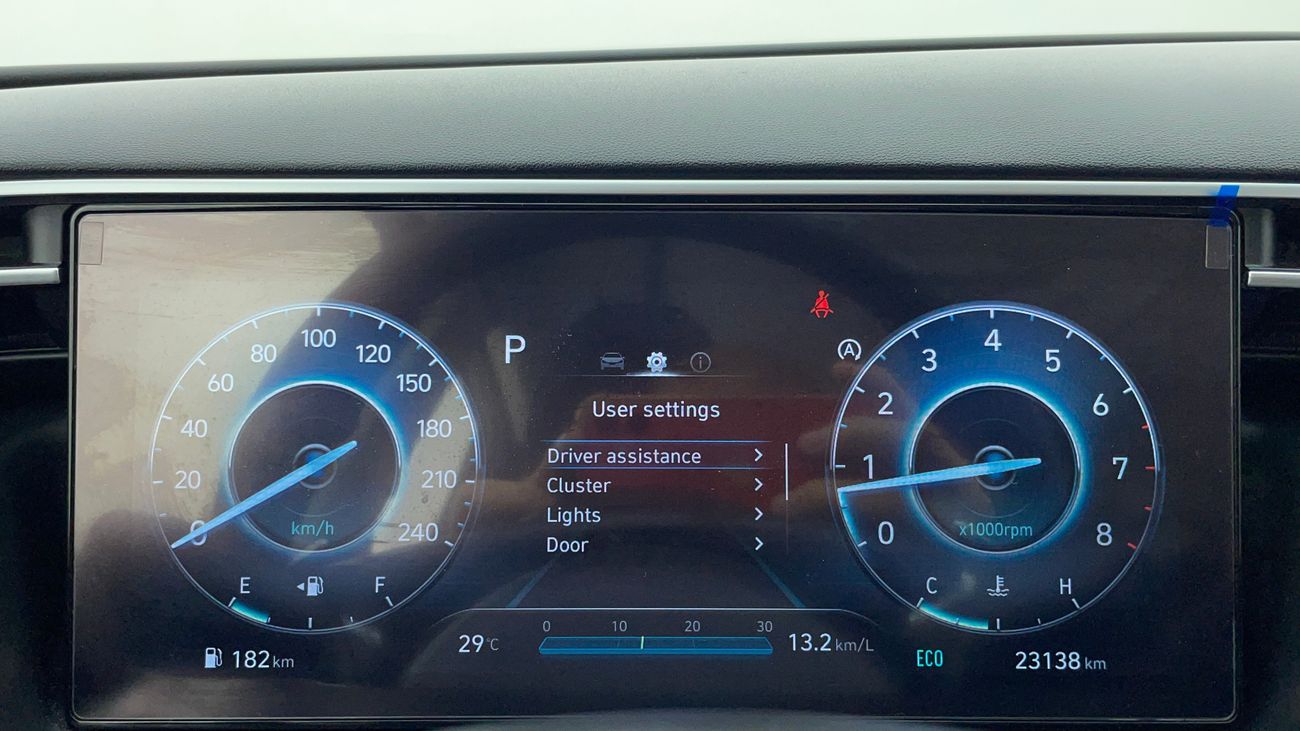 P
User settings
Driver assistance
Cluster
Lights
Door
0 20 40 60 80 100 120 150 180 210 240
km/h
E F
182 km
29°C
0 10 20 30
13.2 km/L
A
0 1 2 3 4 5 6 7 8
x1000rpm
C H
ECO
23138 km